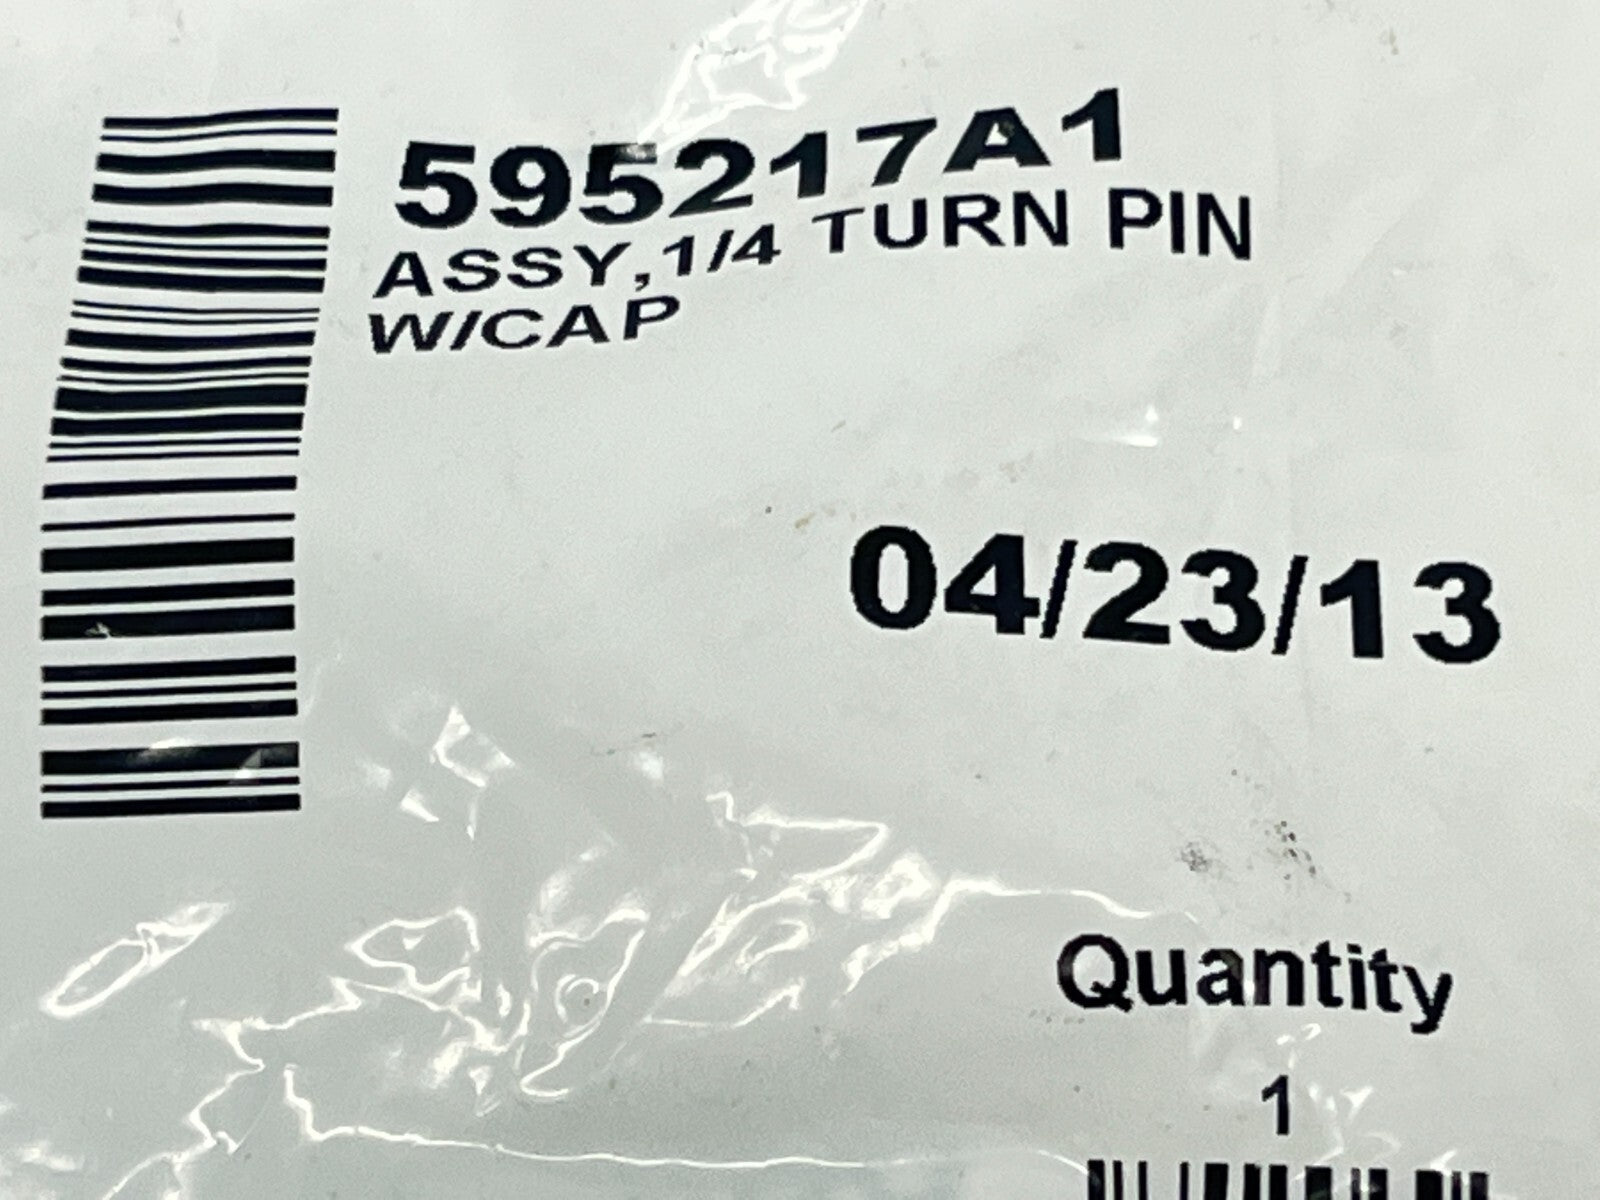 595217A1
ASSY,1/4 TURN PIN
W/CAP
04/23/13
Quantity
1